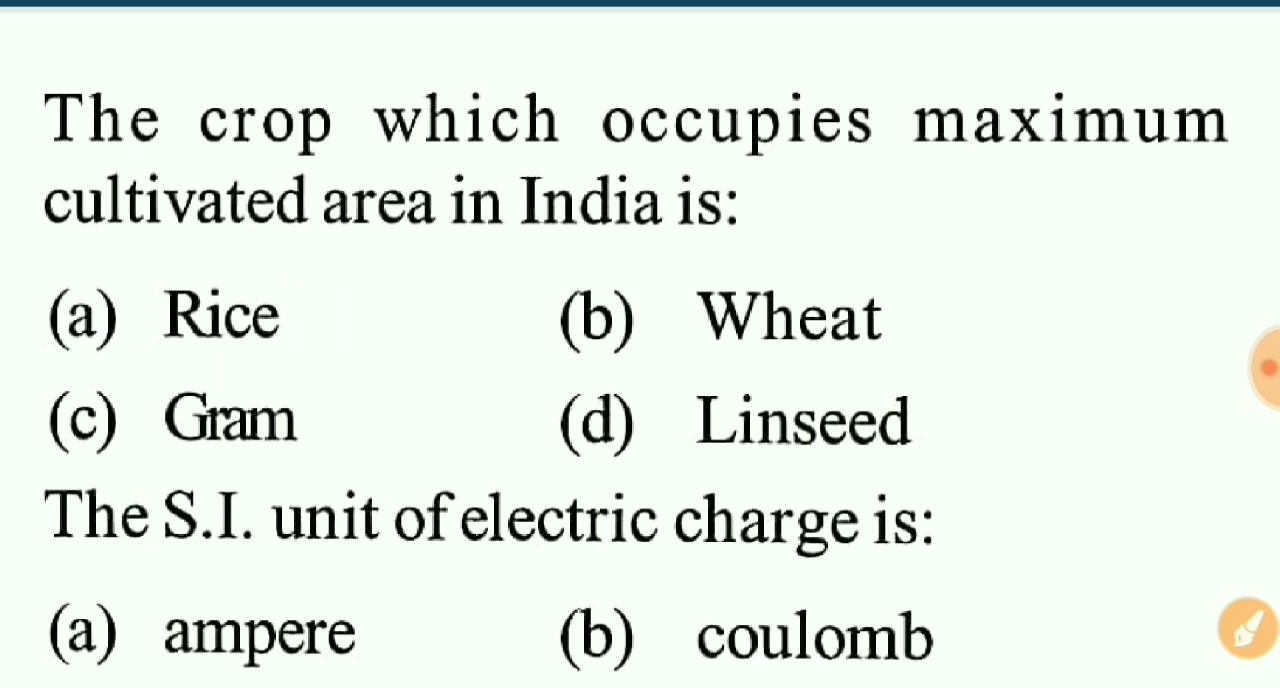 The crop which occupies maximum
cultivated area in India is:
(a) Rice (b) Wheat
(c) Gram (d) Linseed
The S.I. unit of electric charge is:
(a) ampere (b) coulomb